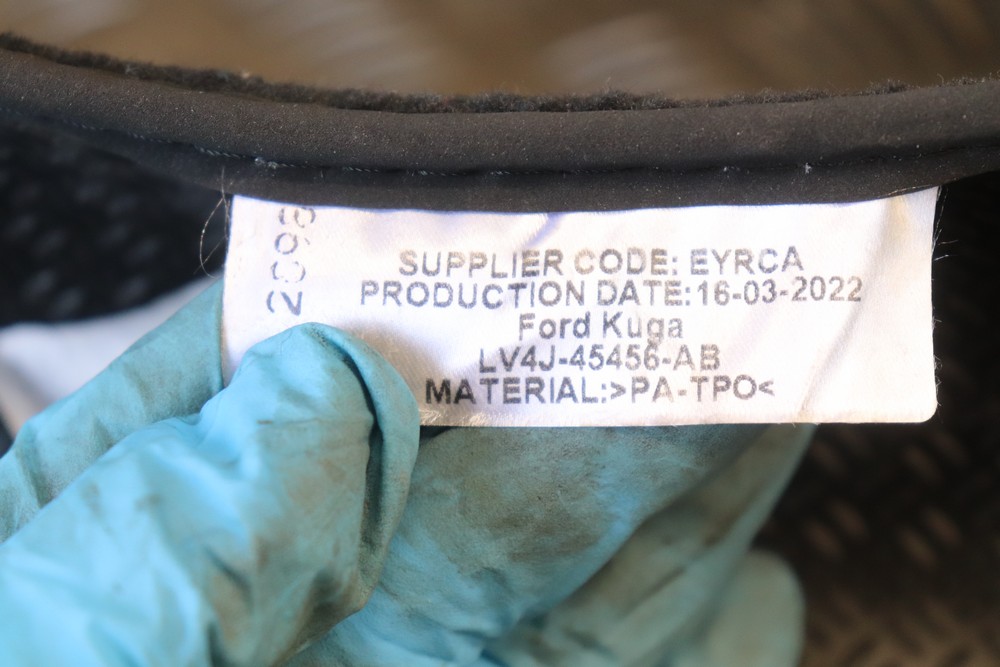 SUPPLIER CODE: EYRCA
PRODUCTION DATE:16-03-2022
Ford Kuga
LV4J-45456-AB
MATERIAL:>PA-TPO<